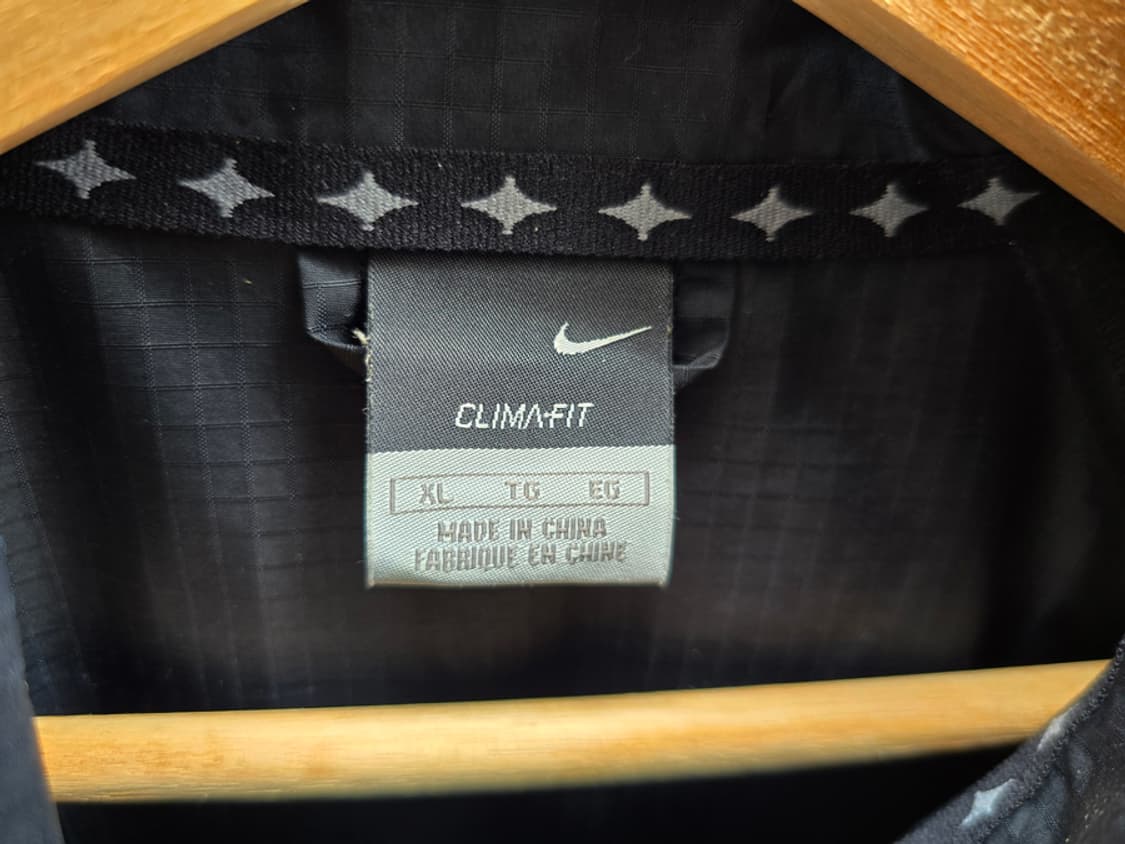 CLIMA-FIT
XL TG EG
MADE IN CHINA
FABRIQUE EN CHINE